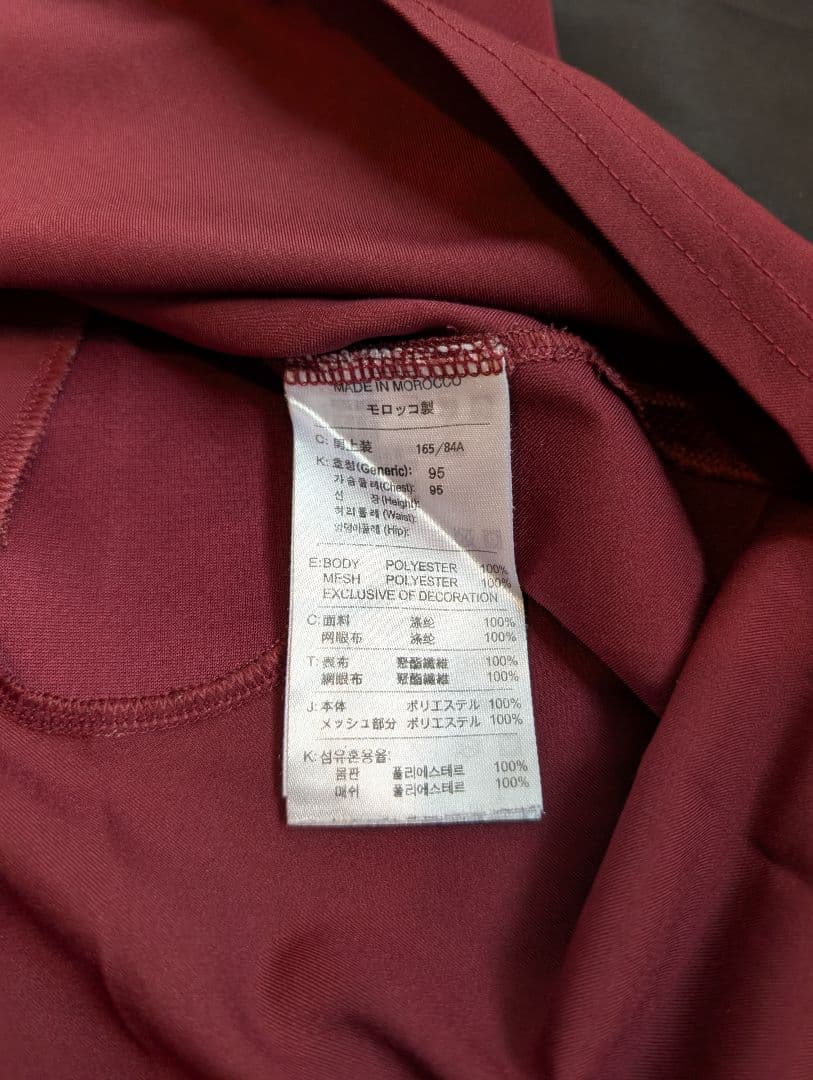 MADE IN MOROCCO
モロッコ製
C: 男上装 165/84A
K: 호칭(Generic): 95
가슴둘레(Chest): 95
신 장(Height):
허리둘레(Waist):
엉덩이둘레(Hip):
E:BODY POLYESTER 100%
MESH POLYESTER 100%
EXCLUSIVE OF DECORATION
C:面料 涤纶 100%
网眼布 涤纶 100%
T:表布 聚酯纖維 100%
網眼布 聚酯纖維 100%
J:本体 ポリエステル 100%
メッシュ部分 ポリエステル 100%
K:섬유혼용율:
몸판 폴리에스테르 100%
매쉬 폴리에스테르 100%